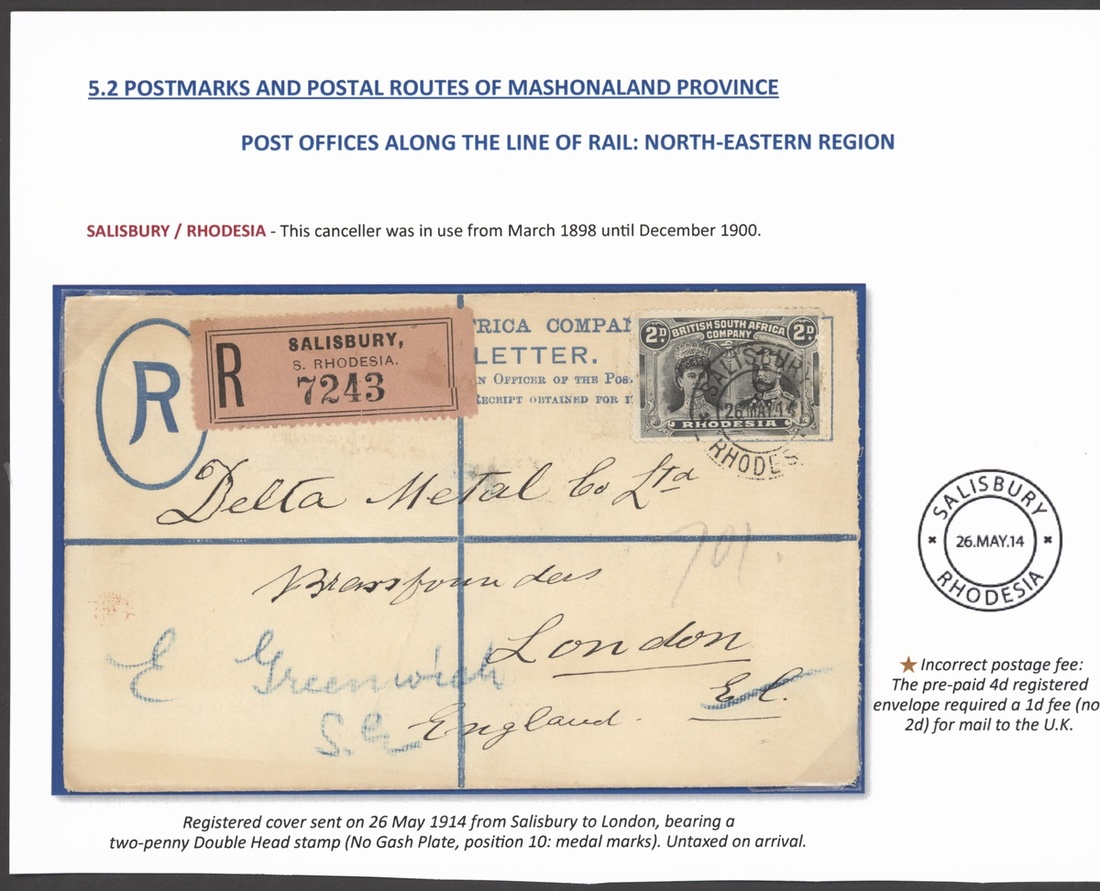 5.2 POSTMARKS AND POSTAL ROUTES OF MASHONALAND PROVINCE
POST OFFICES ALONG THE LINE OF RAIL: NORTH-EASTERN REGION
SALISBURY / RHODESIA - This canceller was in use from March 1898 until December 1900.
R
R
SALISBURY,
S. RHODESIA.
7243
RICA COMPA
LETTER.
N OFFICER OF THE POS
ECEIPT OBTAINED FOR
2D. BRITISH SOUTH AFRICA 2D.
COMPANY
RHODESIA
SALISBURY
26 MAY 14
RHODES
Delta Metal Co Ltd
701.
Brassfounders
London
E.C.
E Greenwich
S.E.
England.
SALISBURY
26.MAY.14
RHODESIA
Incorrect postage fee:
The pre-paid 4d registered
envelope required a 1d fee (no
2d) for mail to the U.K.
Registered cover sent on 26 May 1914 from Salisbury to London, bearing a
two-penny Double Head stamp (No Gash Plate, position 10: medal marks). Untaxed on arrival.